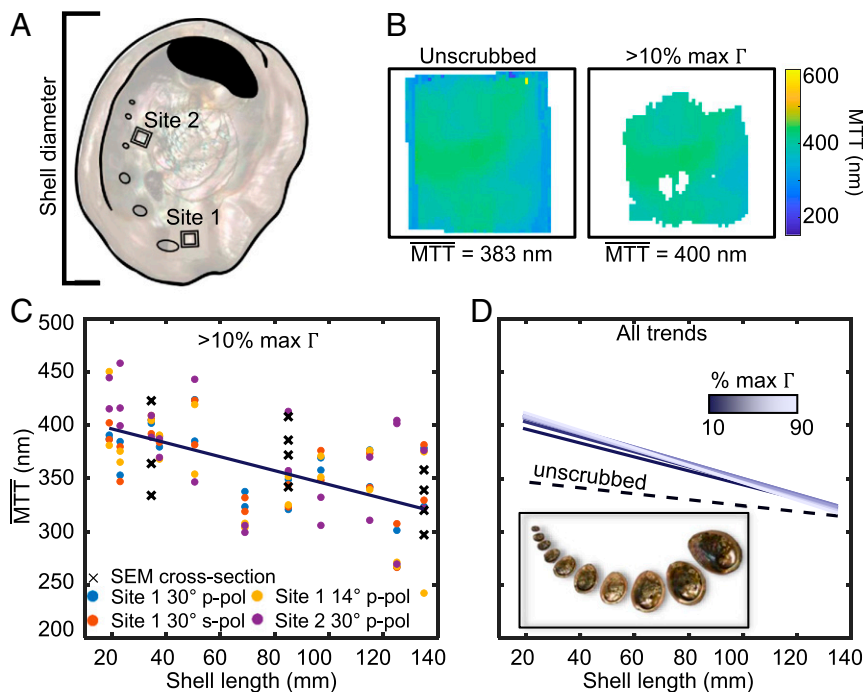 A
Shell diameter
Site 2
Site 1
B
Unscrubbed
>10% max Γ
MTT = 383 nm
MTT = 400 nm
600
400
200
MTT (nm)
C
>10% max Γ
500
450
400
350
300
250
200
MTT (nm)
× SEM cross-section
Site 1 30° p-pol
Site 1 14° p-pol
Site 1 30° s-pol
Site 2 30° p-pol
20 40 60 80 100 120 140
Shell length (mm)
D
All trends
% max Γ
10 90
unscrubbed
20 40 60 80 100 120 140
Shell length (mm)